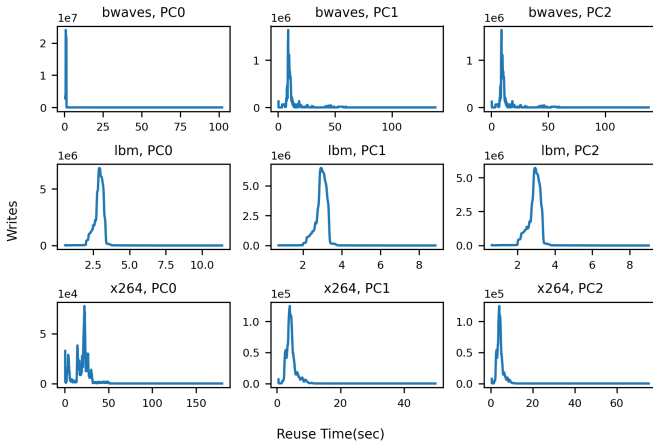 bwaves, PC0
bwaves, PC1
bwaves, PC2
1e7
1e6
1e6
2
1
0
1
0
1
0
0 25 50 75 100
0 50 100
0 50 100
lbm, PC0
lbm, PC1
lbm, PC2
1e6
1e6
1e6
5
0
5.0
2.5
0.0
5.0
2.5
0.0
2.5 5.0 7.5 10.0
2 4 6 8
2 4 6 8
Writes
x264, PC0
x264, PC1
x264, PC2
1e4
1e5
1e5
5
0
1.0
0.5
0.0
1.0
0.5
0.0
0 50 100 150
0 20 40
0 20 40 60
Reuse Time(sec)